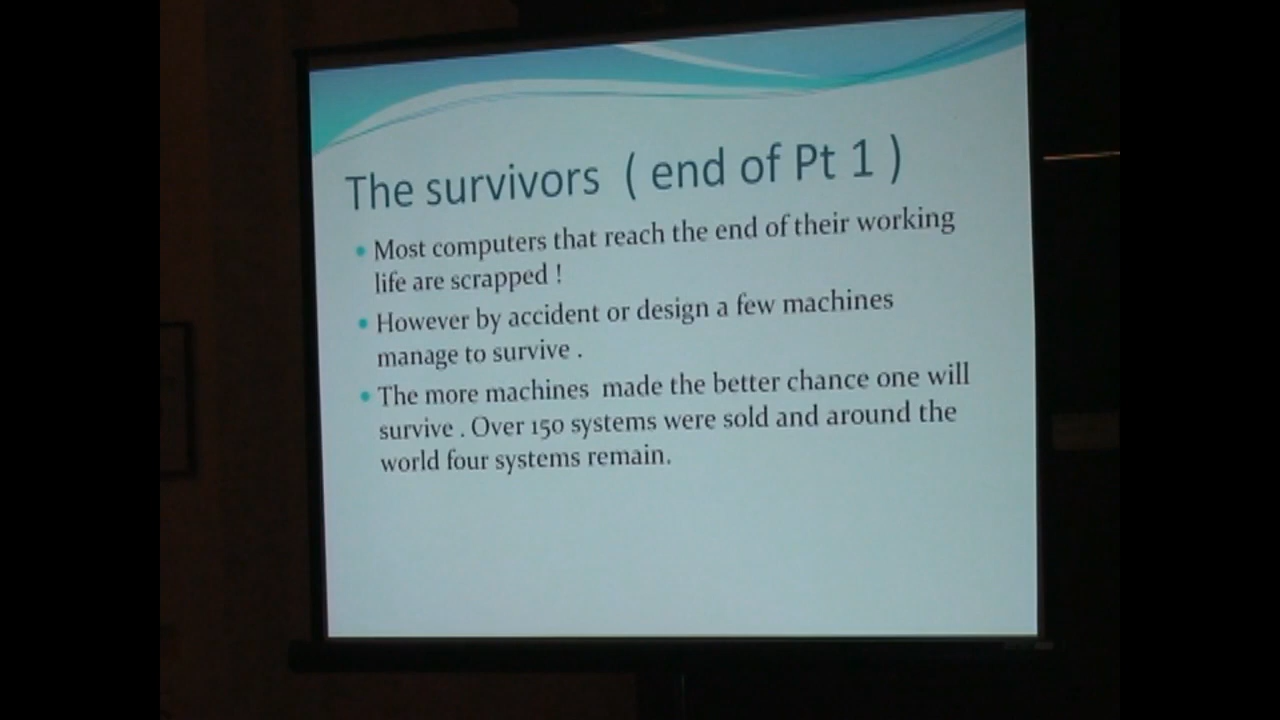 The survivors ( end of Pt 1 )
Most computers that reach the end of their working
life are scrapped !
However by accident or design a few machines
manage to survive .
The more machines made the better chance one will
survive . Over 150 systems were sold and around the
world four systems remain.